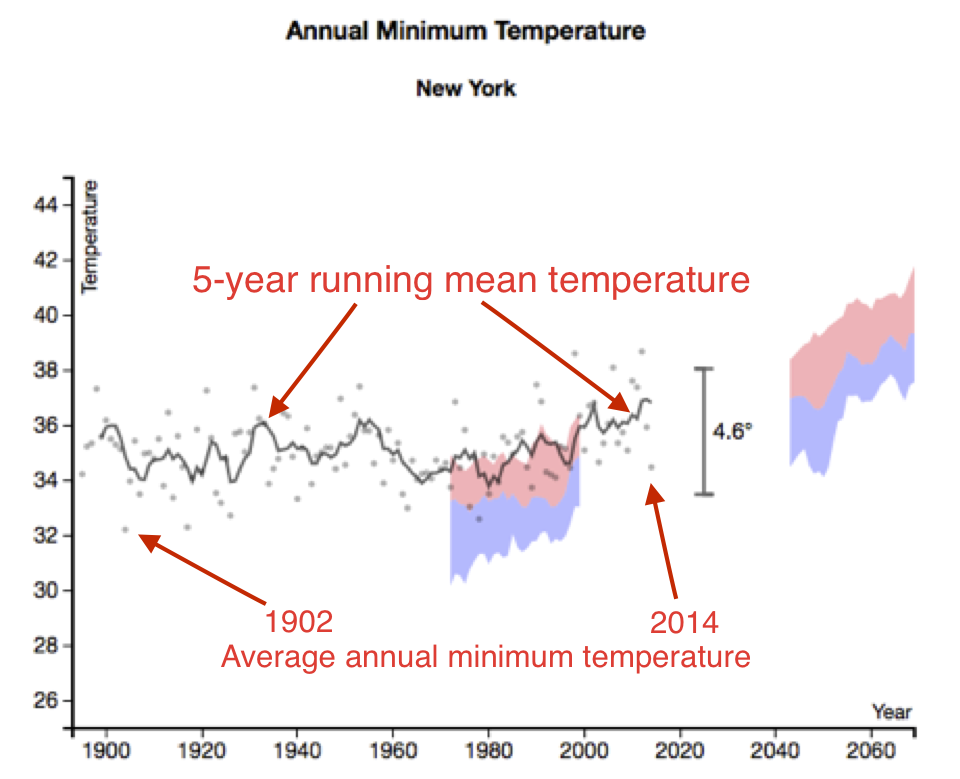 Annual Minimum Temperature
New York
Temperature
44
42
40
38
36
34
32
30
28
26
5-year running mean temperature
4.6°
1902
2014
Average annual minimum temperature
Year
1900 1920 1940 1960 1980 2000 2020 2040 2060